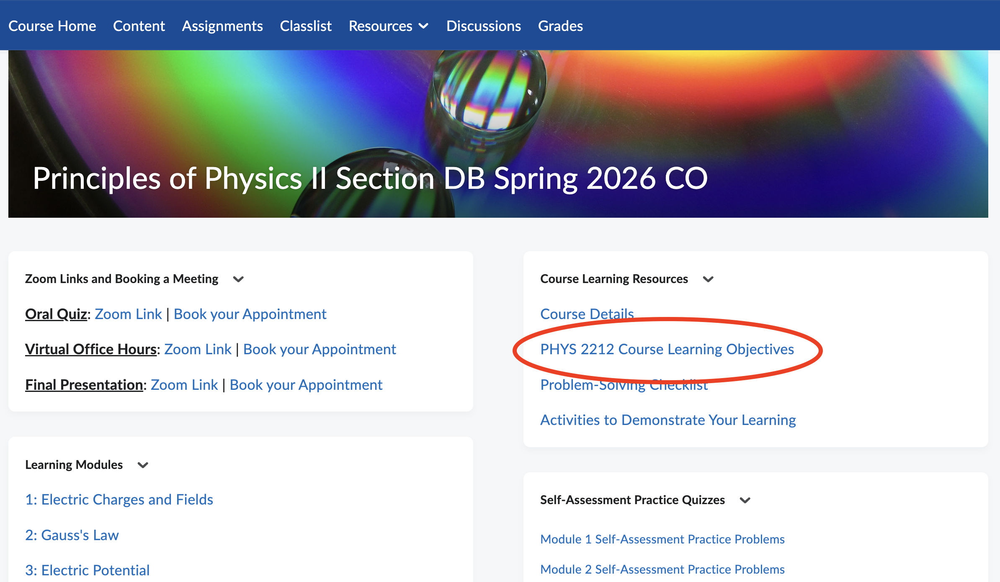 Course Home Content Assignments Classlist Resources Discussions Grades
Principles of Physics II Section DB Spring 2026 CO
Zoom Links and Booking a Meeting
Oral Quiz: Zoom Link | Book your Appointment
Virtual Office Hours: Zoom Link | Book your Appointment
Final Presentation: Zoom Link | Book your Appointment
Learning Modules
1: Electric Charges and Fields
2: Gauss's Law
3: Electric Potential
Course Learning Resources
Course Details
PHYS 2212 Course Learning Objectives
Problem-Solving Checklist
Activities to Demonstrate Your Learning
Self-Assessment Practice Quizzes
Module 1 Self-Assessment Practice Problems
Module 2 Self-Assessment Practice Problems